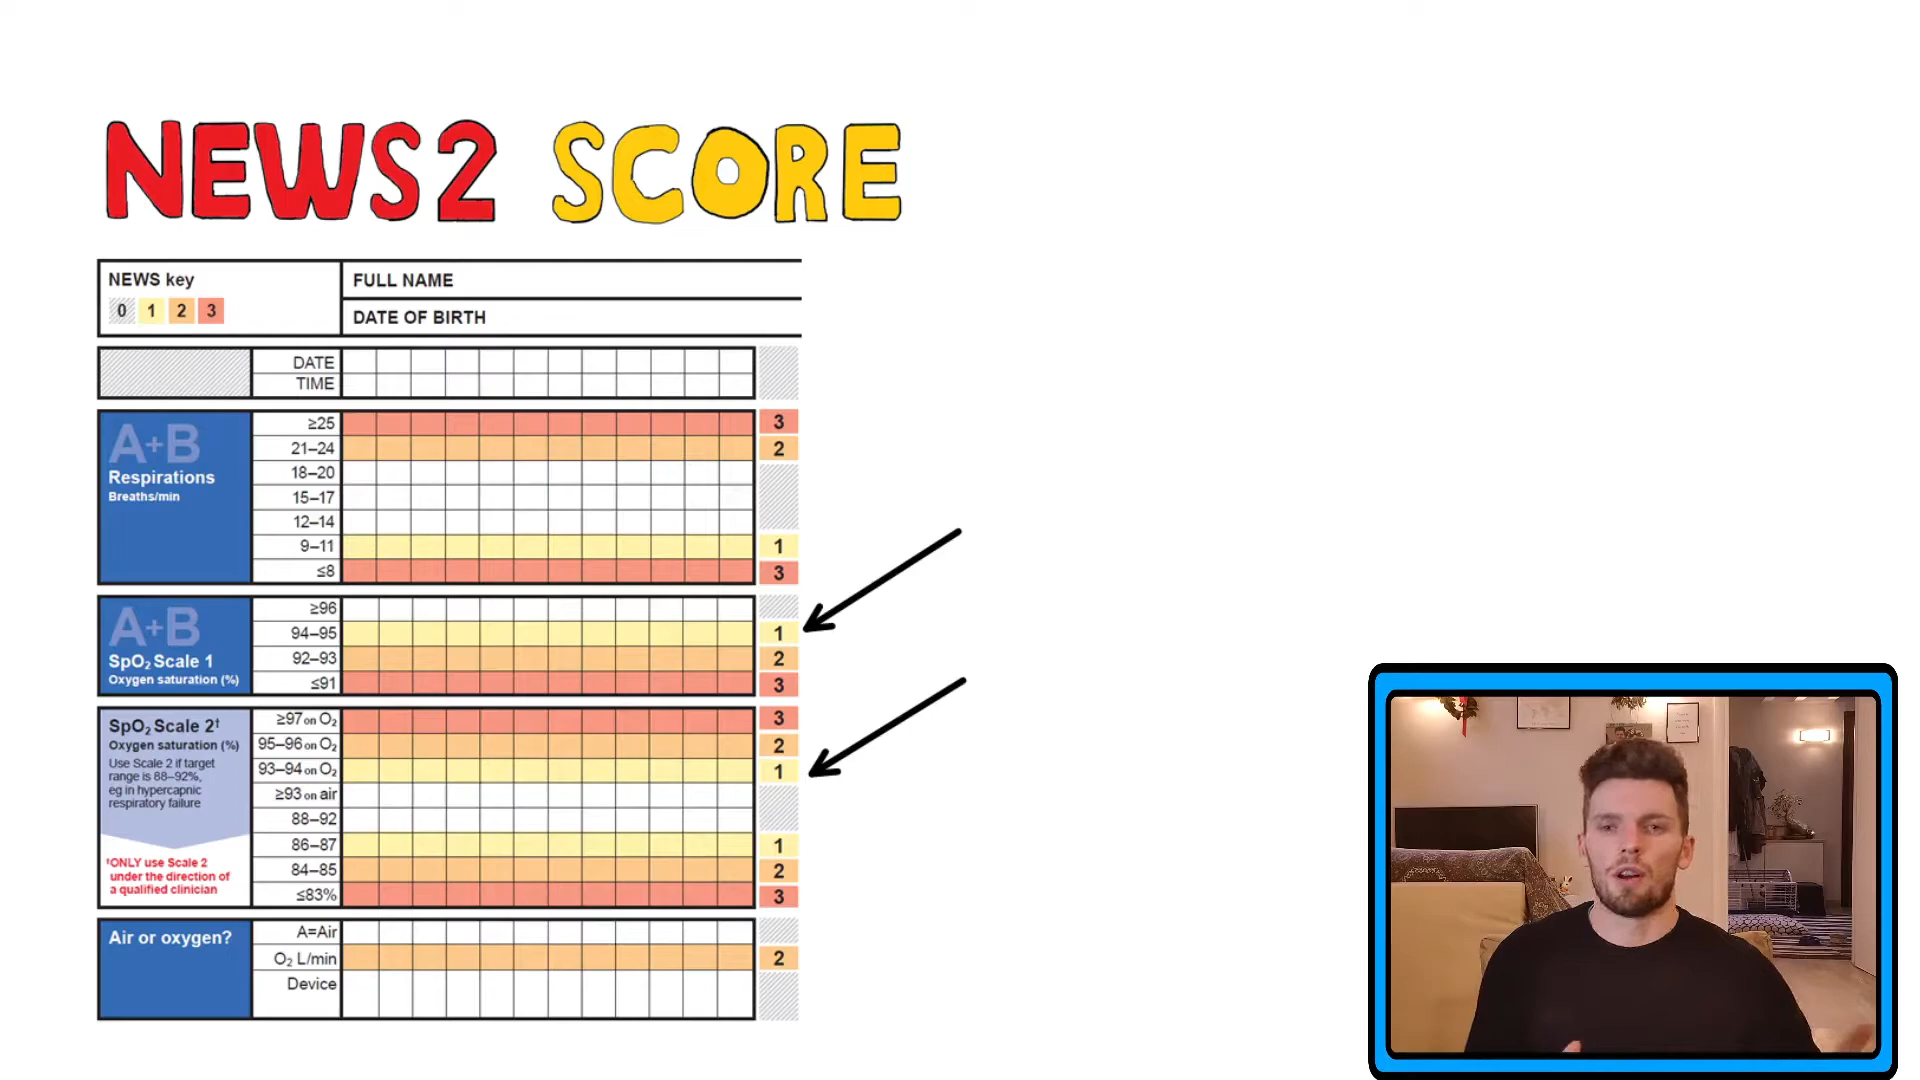 NEWS2 SCORE
NEWS key
0 1 2 3
FULL NAME
DATE OF BIRTH
DATE
TIME
A+B
Respirations
Breaths/min
≥25 3
21–24 2
18–20
15–17
12–14
9–11 1
≤8 3
A+B
SpO₂ Scale 1
Oxygen saturation (%)
≥96
94–95 1
92–93 2
≤91 3
SpO₂ Scale 2†
Oxygen saturation (%)
Use Scale 2 if target
range is 88–92%,
eg in hypercapnic
respiratory failure
†ONLY use Scale 2
under the direction of
a qualified clinician
≥97 on O₂ 3
95–96 on O₂ 2
93–94 on O₂ 1
≥93 on air
88–92
86–87 1
84–85 2
≤83% 3
Air or oxygen?
A=Air
O₂ L/min 2
Device